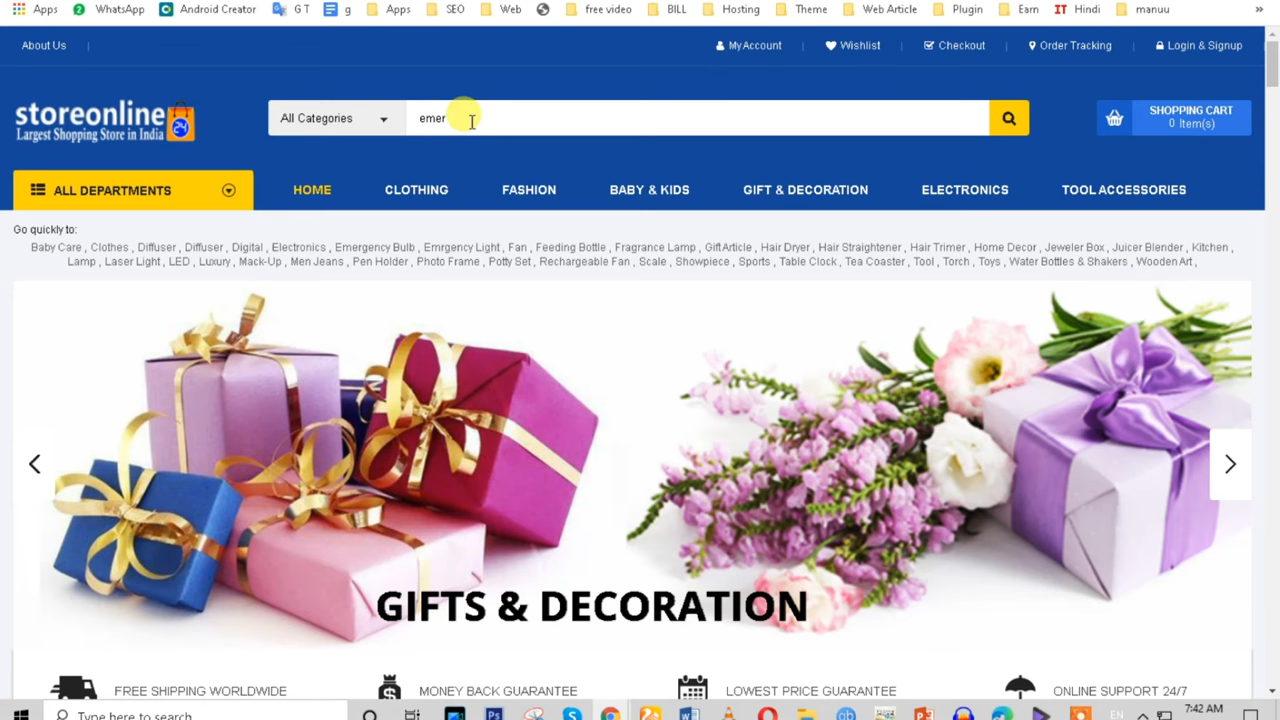 Apps WhatsApp Android Creator G T g Apps SEO Web free video BILL Hosting Theme Web Article Plugin Earn IT Hindi manuu »
About Us | MyAccount | Wishlist | Checkout | Order Tracking | Login & Signup
storeonline 24
Largest Shopping Store in India
All Categories emer
SHOPPING CART
0 Item(s)
ALL DEPARTMENTS HOME CLOTHING FASHION BABY & KIDS GIFT & DECORATION ELECTRONICS TOOL ACCESSORIES
Go quickly to:
Baby Care , Clothes , Diffuser , Diffuser , Digital , Electronics , Emergency Bulb , Emrgency Light , Fan , Feeding Bottle , Fragrance Lamp , Gift Article , Hair Dryer , Hair Straightener , Hair Trimer , Home Decor , Jeweler Box , Juicer Blender , Kitchen ,
Lamp , Laser Light , LED , Luxury , Mack-Up , Men Jeans , Pen Holder , Photo Frame , Potty Set , Rechargeable Fan , Scale , Showpiece , Sports , Table Clock , Tea Coaster , Tool , Torch , Toys , Water Bottles & Shakers , Wooden Art ,
GIFTS & DECORATION
FREE SHIPPING WORLDWIDE MONEY BACK GUARANTEE LOWEST PRICE GUARANTEE ONLINE SUPPORT 24/7
Type here to search EN 7:42 AM